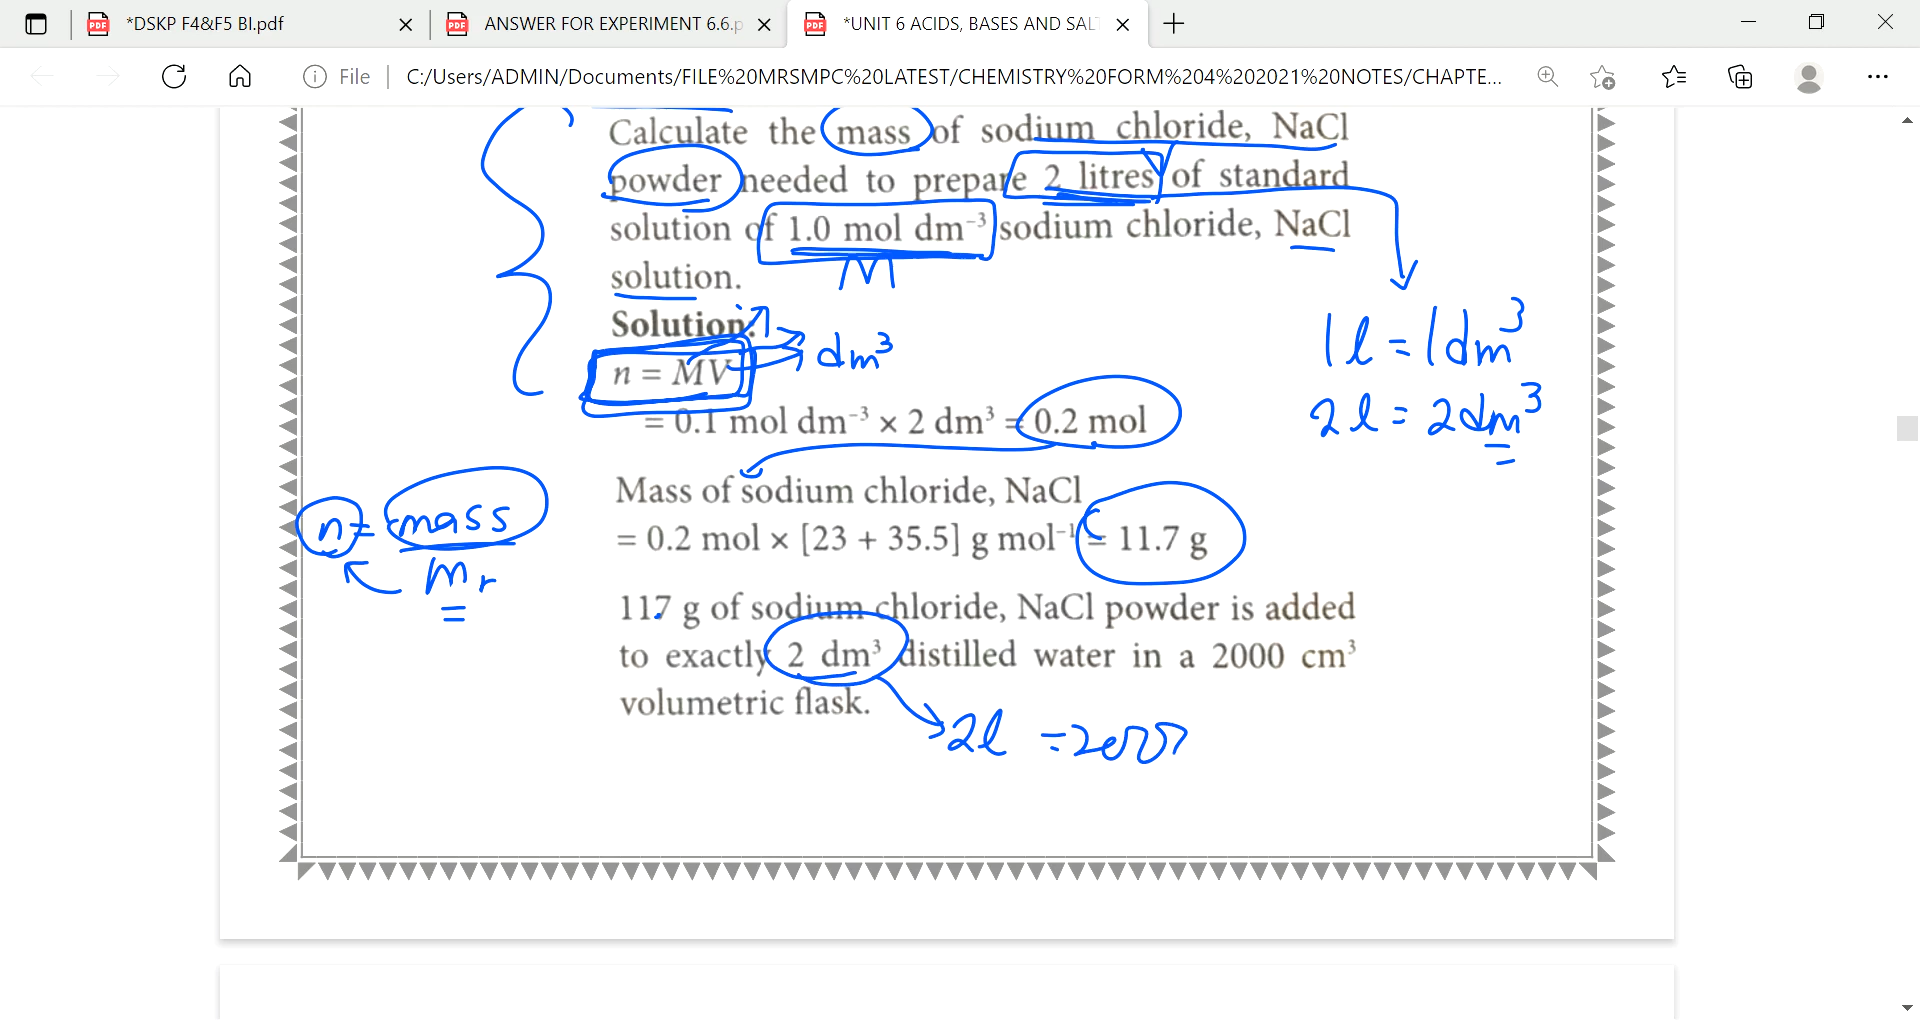 *DSKP F4&F5 BI.pdf
ANSWER FOR EXPERIMENT 6.6.p
*UNIT 6 ACIDS, BASES AND SAL
File
C:/Users/ADMIN/Documents/FILE%20MRSMPC%20LATEST/CHEMISTRY%20FORM%204%202021%20NOTES/CHAPTE...
Calculate the mass of sodium chloride, NaCl
powder needed to prepare 2 litres of standard
solution of 1.0 mol dm⁻³ sodium chloride, NaCl
solution.
M
Solution:
n = MV
dm³
= 0.1 mol dm⁻³ × 2 dm³ = 0.2 mol
1l = 1dm³
2l = 2dm³
Mass of sodium chloride, NaCl
= 0.2 mol × [23 + 35.5] g mol⁻¹ = 11.7 g
n = mass
Mr
117 g of sodium chloride, NaCl powder is added
to exactly 2 dm³ distilled water in a 2000 cm³
volumetric flask.
2l = 2000